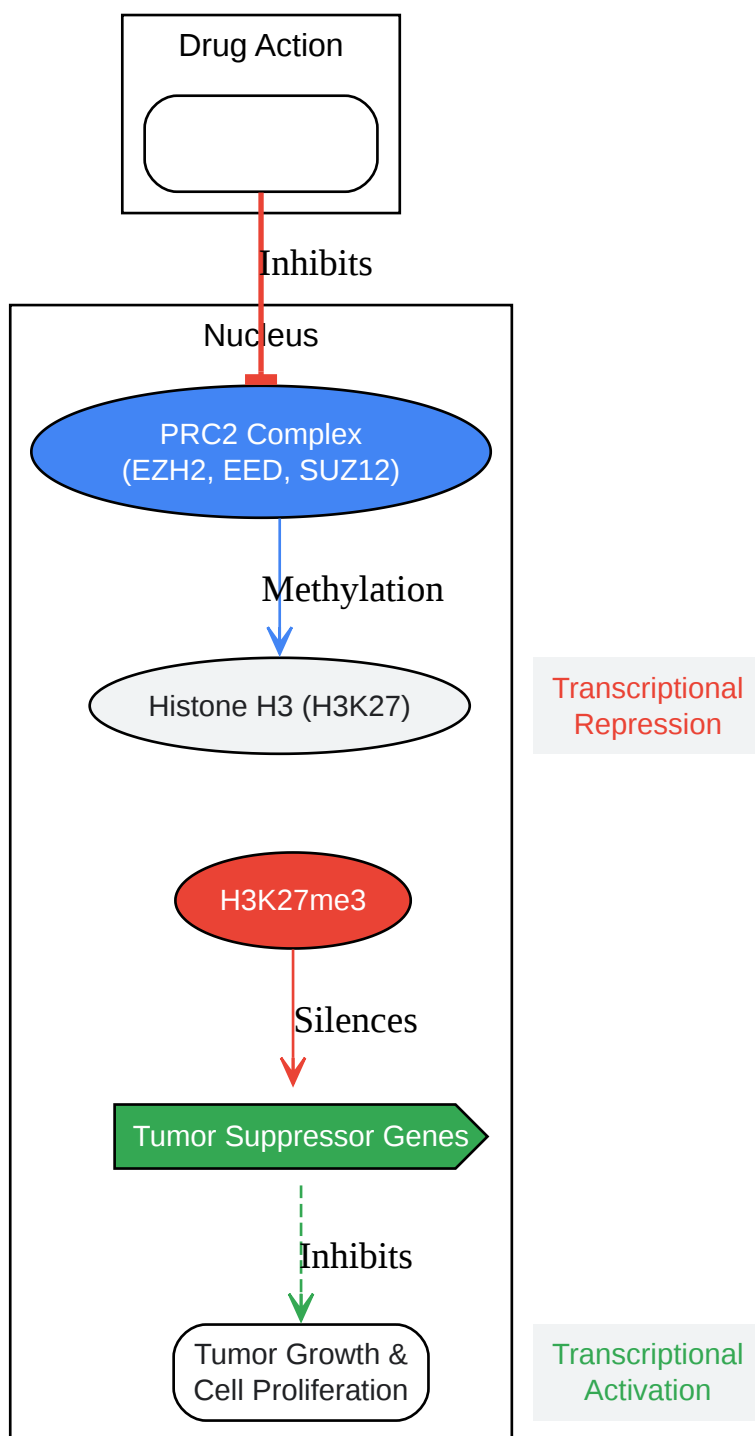 Drug Action
Inhibits
Nucleus
PRC2 Complex
(EZH2, EED, SUZ12)
Methylation
Histone H3 (H3K27)
Transcriptional
Repression
H3K27me3
Silences
Tumor Suppressor Genes
Inhibits
Tumor Growth &
Cell Proliferation
Transcriptional
Activation